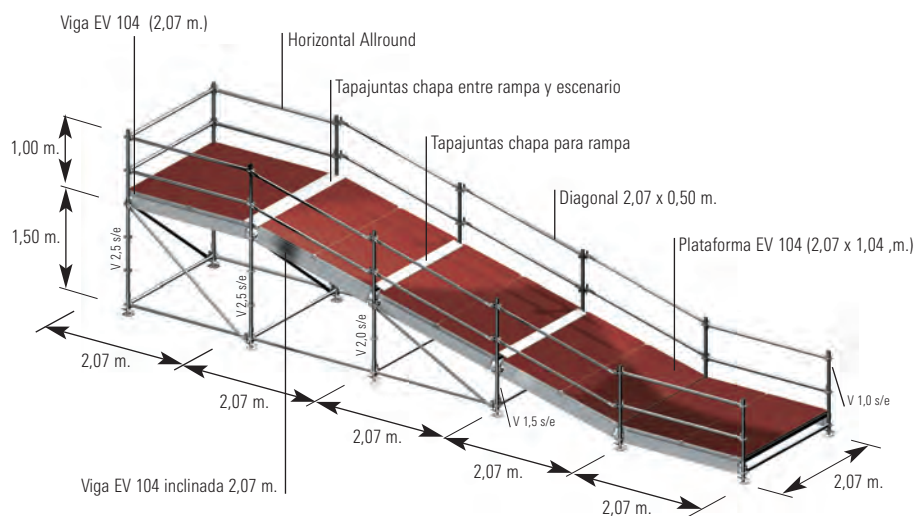 Viga EV 104 (2,07 m.)
Horizontal Allround
Tapajuntas chapa entre rampa y escenario
Tapajuntas chapa para rampa
1,00 m.
Diagonal 2,07 x 0,50 m.
1,50 m.
Plataforma EV 104 (2,07 x 1,04 ,m.)
V 2,5 s/e
V 2,5 s/e
V 2,0 s/e
2,07 m.
V 1,0 s/e
2,07 m.
V 1,5 s/e
2,07 m.
2,07 m.
2,07 m.
2,07 m.
Viga EV 104 inclinada 2,07 m.